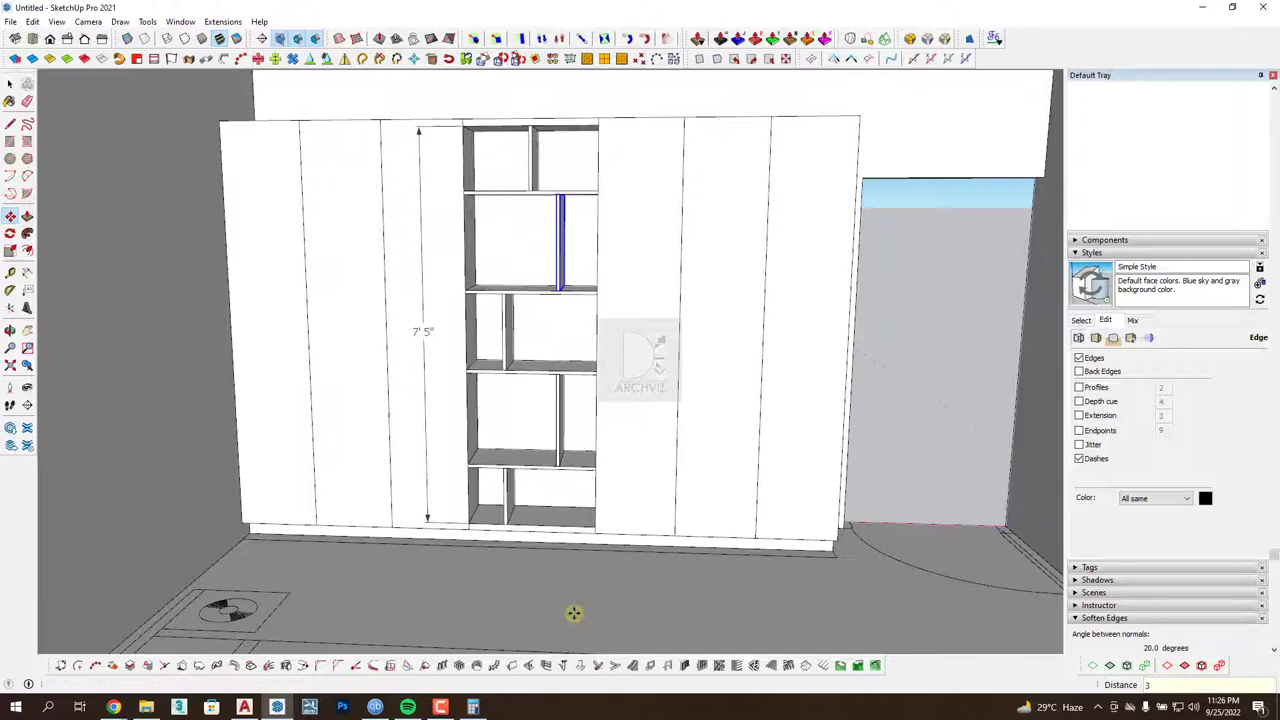 Untitled - SketchUp Pro 2021
File Edit View Camera Draw Tools Window Extensions Help
Default Tray
Components
Styles
Simple Style
Default face colors. Blue sky and gray
background color.
Select Edit Mix
Edge
Edges
Back Edges
Profiles 2
Depth cue 4
Extension 3
Endpoints 9
Jitter
Dashes
Color: All same
Tags
Shadows
Scenes
Instructor
Soften Edges
Angle between normals:
20.0 degrees
Distance 3
7' 5"
ARCHVIZ
29°C Haze
11:26 PM
9/25/2022